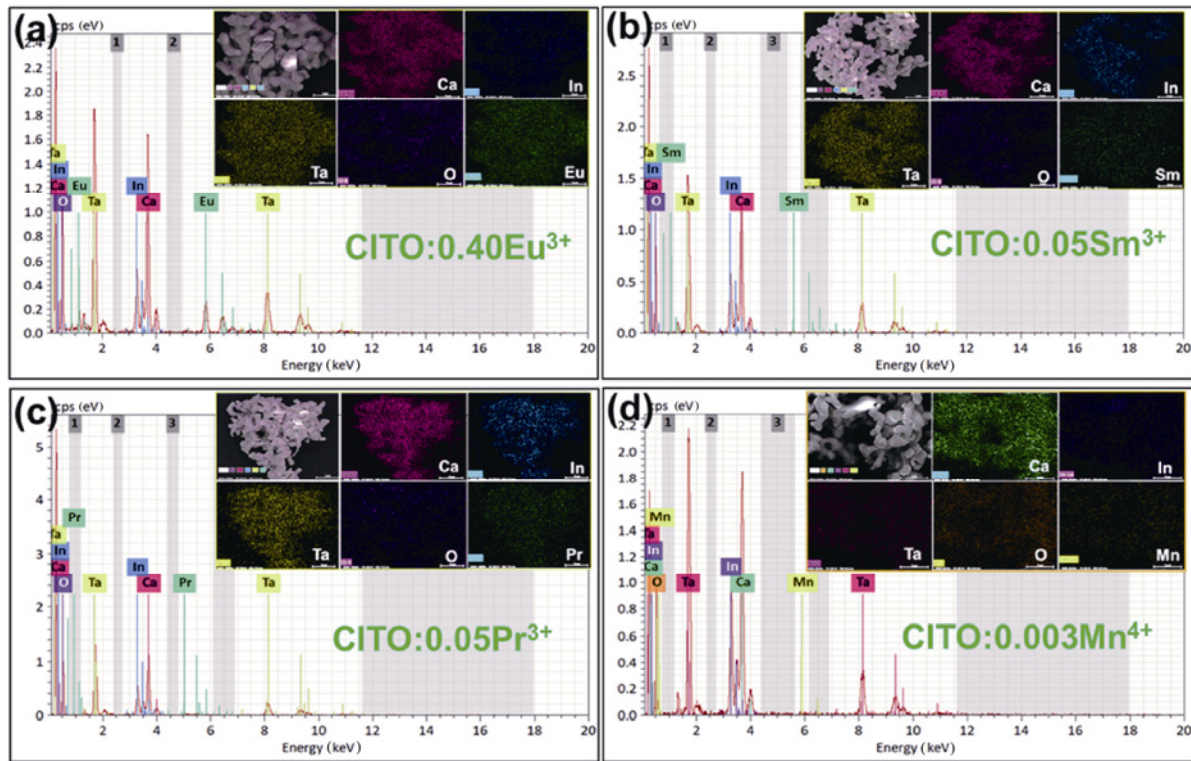 (a)
cps (eV)
1 2
2.4
2.2
2.0
1.8
1.6
1.4
1.2
1.0
0.8
0.6
0.4
0.2
0.0
Ca In
Ta O Eu
Ta
In
Ca Eu
O Ta In Ca Eu Ta
CITO:0.40Eu³⁺
2 4 6 8 10 12 14 16 18 20
Energy (keV)
(b)
cps (eV)
1 2 3
3.0
2.5
2.0
1.5
1.0
0.5
0.0
Ca In
Ta O Sm
Ta Sm
In
Ca In
O Ta Ca Sm Ta
CITO:0.05Sm³⁺
2 4 6 8 10 12 14 16 18 20
Energy (keV)
(c)
cps (eV)
1 2 3
5
4
3
2
1
0
Ca In
Ta O Pr
Pr
Ta
In
Ca In
O Ta Ca Pr Ta
CITO:0.05Pr³⁺
2 4 6 8 10 12 14 16 18 20
Energy (keV)
(d)
cps (eV)
1 2 3
2.2
2.0
1.8
1.6
1.4
1.2
1.0
0.8
0.6
0.4
0.2
0.0
Ca In
Ta O Mn
Mn
Ta
In In
Ca
O Ta Ca Mn Ta
CITO:0.003Mn⁴⁺
2 4 6 8 10 12 14 16 18 20
Energy (keV)